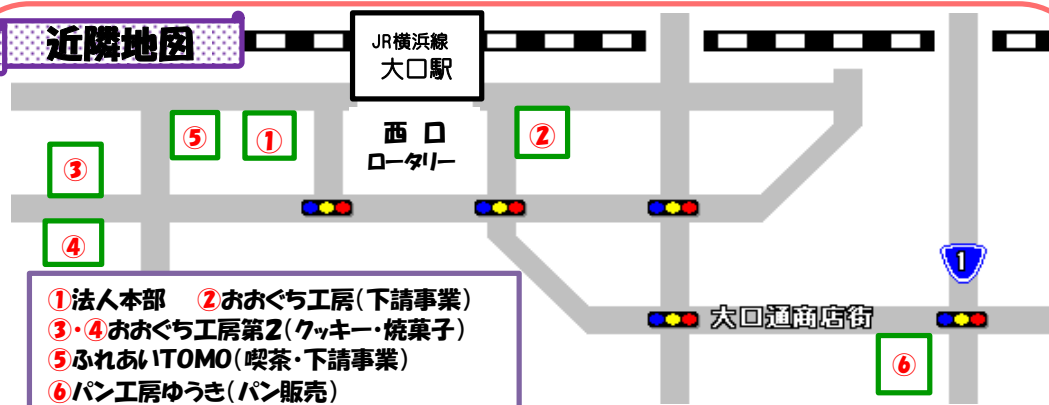 近隣地図
JR横浜線
大口駅
西口
ロータリー
⑤
①
②
③
④
1
大口通商店街
⑥
①法人本部 ②おおぐち工房(下請事業)
③・④おおぐち工房第2(クッキー・焼菓子)
⑤ふれあいTOMO(喫茶・下請事業)
⑥パン工房ゆうき(パン販売)